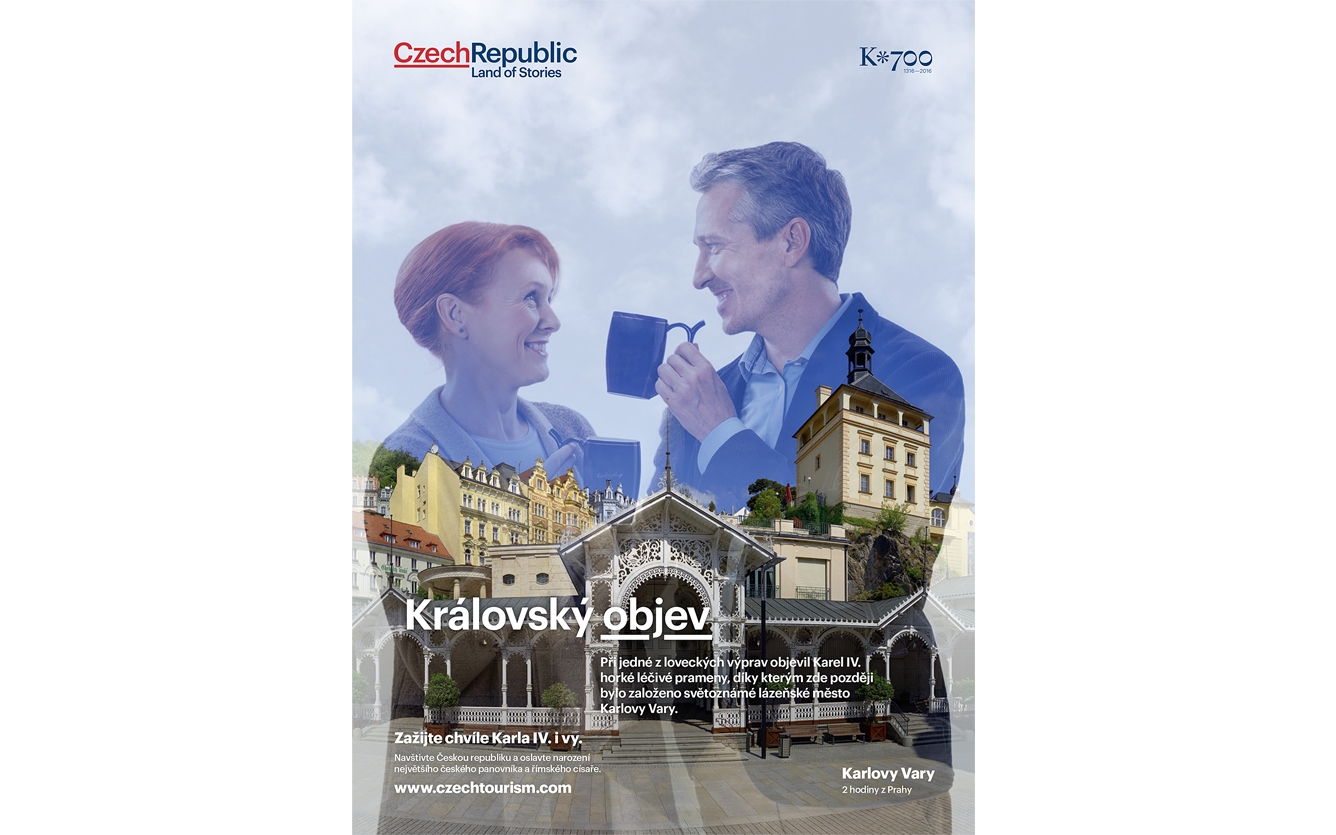 CzechRepublic
Land of Stories
K*700
1316—2016
Královský objev
Při jedné z loveckých výprav objevil Karel IV.
horké léčivé prameny, díky kterým zde později
bylo založeno světoznámé lázeňské město
Karlovy Vary.
Zažijte chvíle Karla IV. i vy.
Navštivte Českou republiku a oslavte narození
největšího českého panovníka a římského císaře.
www.czechtourism.com
Karlovy Vary
2 hodiny z Prahy